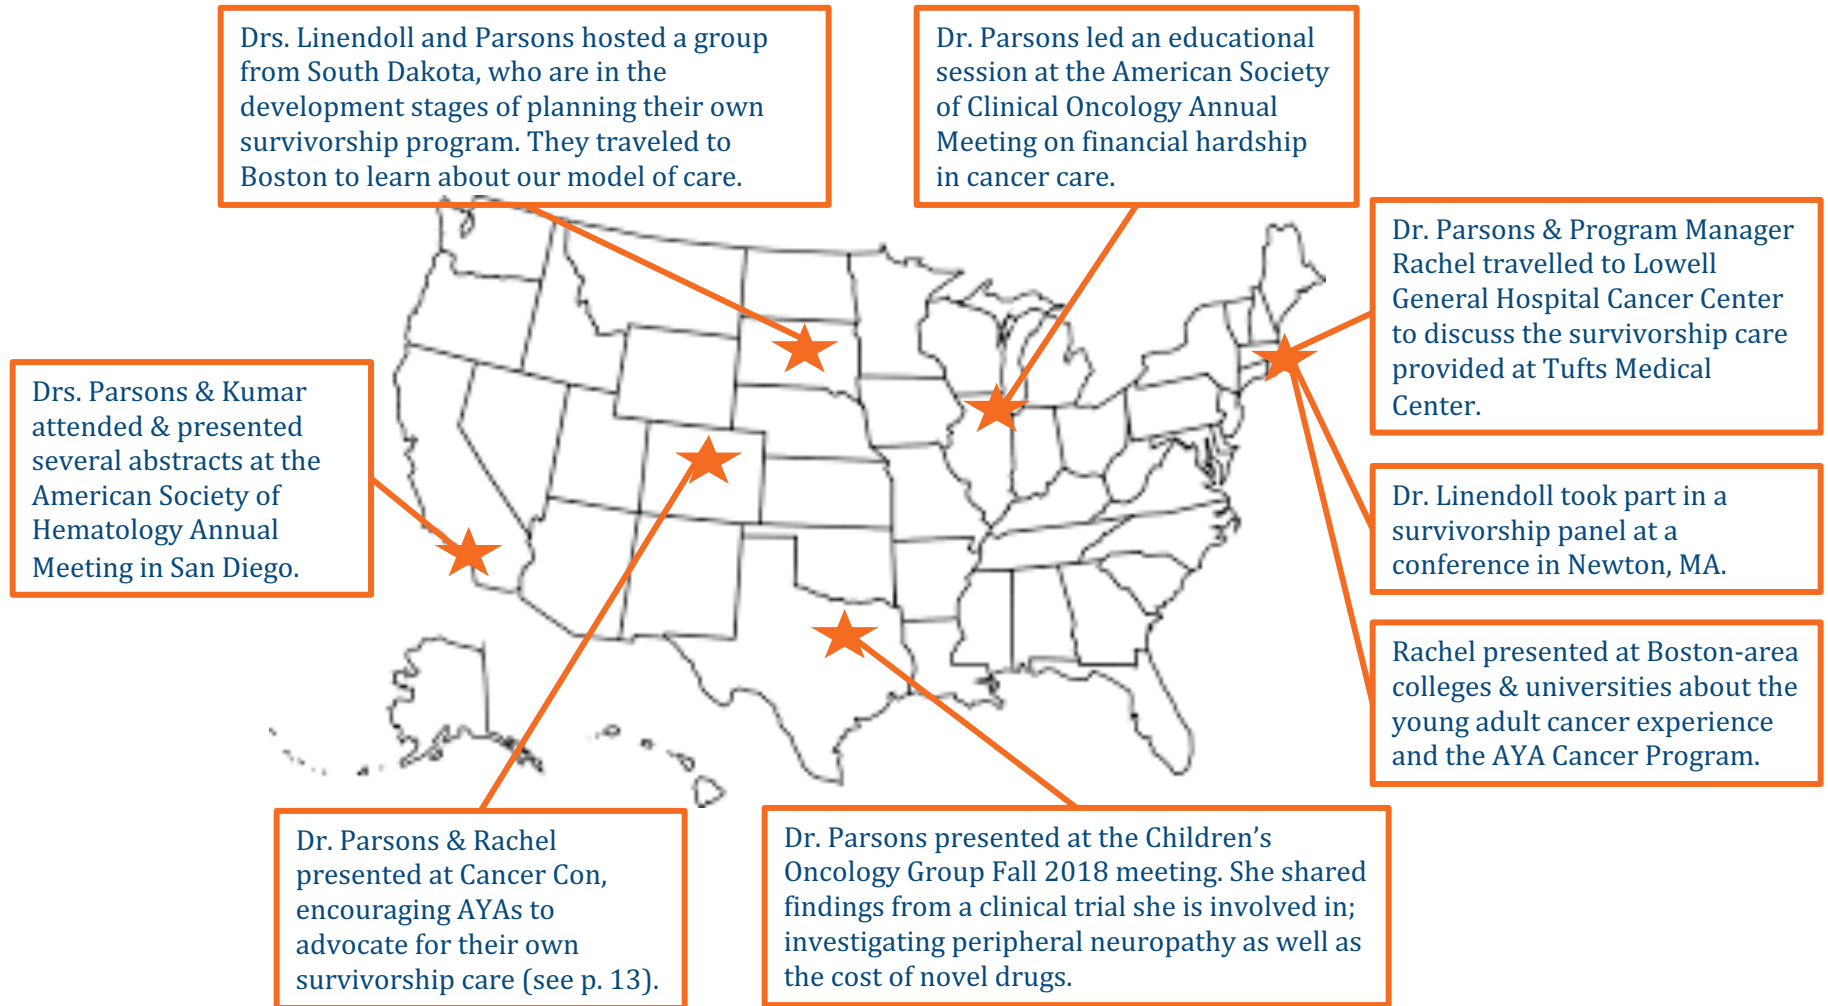 Drs. Linendoll and Parsons hosted a group
from South Dakota, who are in the
development stages of planning their own
survivorship program. They traveled to
Boston to learn about our model of care.
Dr. Parsons led an educational
session at the American Society
of Clinical Oncology Annual
Meeting on financial hardship
in cancer care.
Dr. Parsons & Program Manager
Rachel travelled to Lowell
General Hospital Cancer Center
to discuss the survivorship care
provided at Tufts Medical
Center.
Drs. Parsons & Kumar
attended & presented
several abstracts at the
American Society of
Hematology Annual
Meeting in San Diego.
Dr. Linendoll took part in a
survivorship panel at a
conference in Newton, MA.
Rachel presented at Boston-area
colleges & universities about the
young adult cancer experience
and the AYA Cancer Program.
Dr. Parsons & Rachel
presented at Cancer Con,
encouraging AYAs to
advocate for their own
survivorship care (see p. 13).
Dr. Parsons presented at the Children’s
Oncology Group Fall 2018 meeting. She shared
findings from a clinical trial she is involved in;
investigating peripheral neuropathy as well as
the cost of novel drugs.